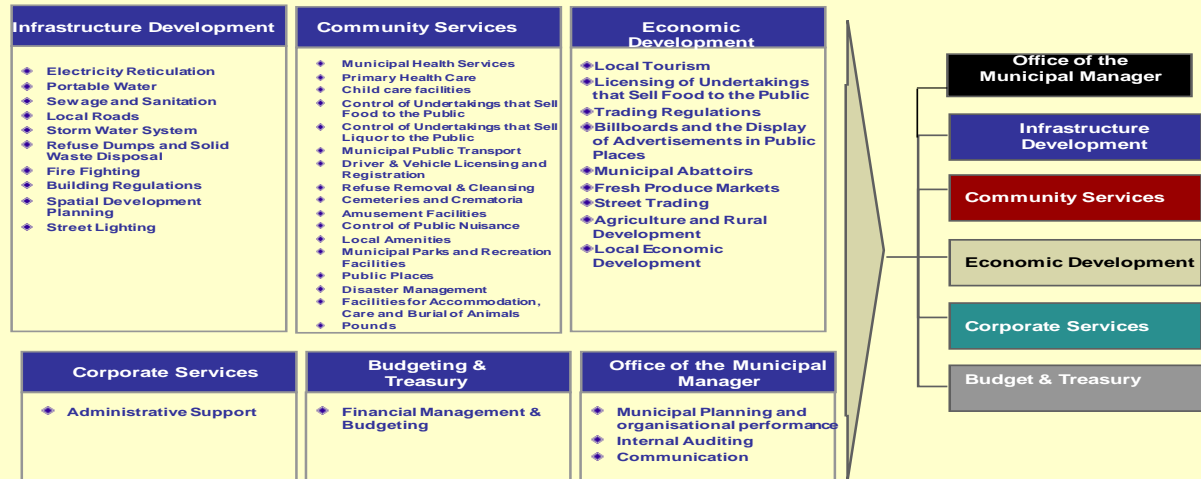 Infrastructure Development
Electricity Reticulation
Portable Water
Sewage and Sanitation
Local Roads
Storm Water System
Refuse Dumps and Solid
Waste Disposal
Fire Fighting
Building Regulations
Spatial Development
Planning
Street Lighting
Community Services
Municipal Health Services
Primary Health Care
Child care facilities
Control of Undertakings that Sell
Food to the Public
Control of Undertakings that Sell
Liquor to the Public
Municipal Public Transport
Driver & Vehicle Licensing and
Registration
Refuse Removal & Cleansing
Cemeteries and Crematoria
Amusement Facilities
Control of Public Nuisance
Local Amenities
Municipal Parks and Recreation
Facilities
Public Places
Disaster Management
Facilities for Accommodation,
Care and Burial of Animals
Pounds
Economic
Development
Local Tourism
Licensing of Undertakings
that Sell Food to the Public
Trading Regulations
Billboards and the Display
of Advertisements in Public
Places
Municipal Abattoirs
Fresh Produce Markets
Street Trading
Agriculture and Rural
Development
Local Economic
Development
Corporate Services
Administrative Support
Budgeting &
Treasury
Financial Management &
Budgeting
Office of the Municipal
Manager
Municipal Planning and
organisational performance
Internal Auditing
Communication
Office of the
Municipal Manager
Infrastructure
Development
Community Services
Economic Development
Corporate Services
Budget & Treasury